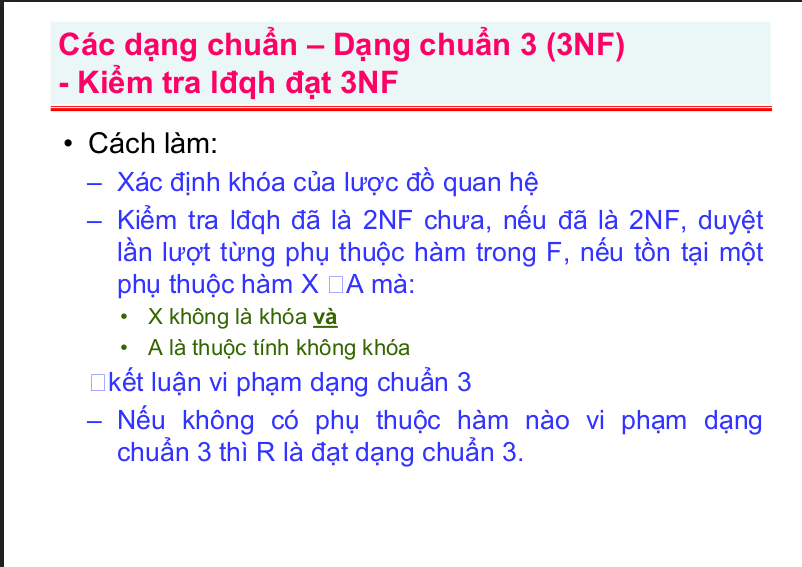 Các dạng chuẩn – Dạng chuẩn 3 (3NF)
- Kiểm tra lđqh đạt 3NF
• Cách làm:
– Xác định khóa của lược đồ quan hệ
– Kiểm tra lđqh đã là 2NF chưa, nếu đã là 2NF, duyệt
lần lượt từng phụ thuộc hàm trong F, nếu tồn tại một
phụ thuộc hàm X □A mà:
• X không là khóa và
• A là thuộc tính không khóa
□kết luận vi phạm dạng chuẩn 3
– Nếu không có phụ thuộc hàm nào vi phạm dạng
chuẩn 3 thì R là đạt dạng chuẩn 3.